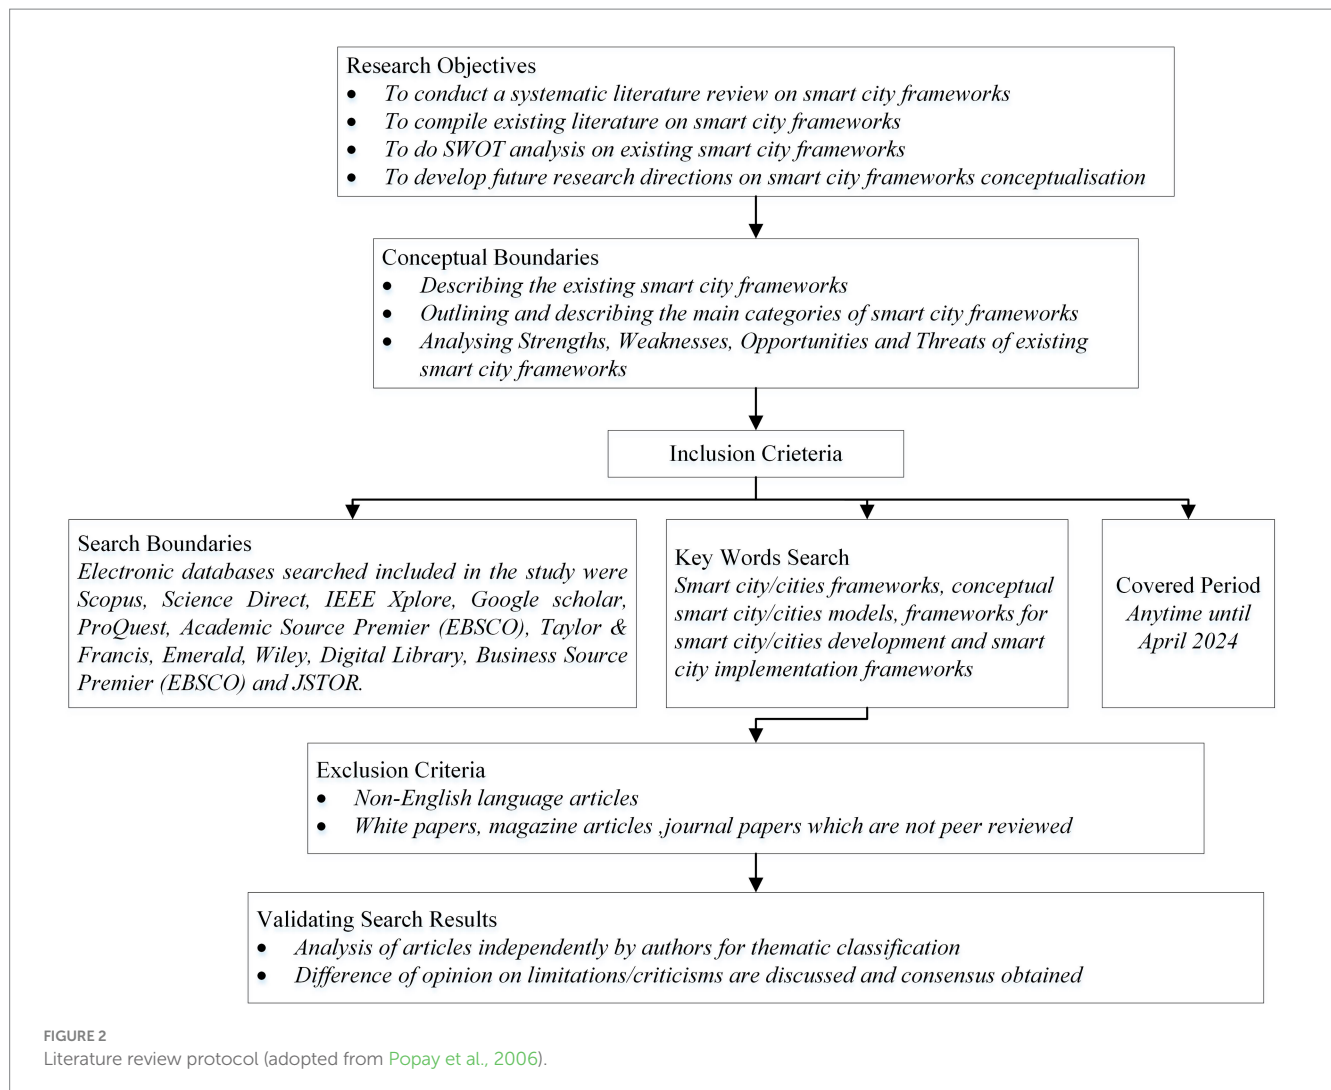 Research Objectives
• To conduct a systematic literature review on smart city frameworks
• To compile existing literature on smart city frameworks
• To do SWOT analysis on existing smart city frameworks
• To develop future research directions on smart city frameworks conceptualisation
Conceptual Boundaries
• Describing the existing smart city frameworks
• Outlining and describing the main categories of smart city frameworks
• Analysing Strengths, Weaknesses, Opportunities and Threats of existing
smart city frameworks
Inclusion Crieteria
Search Boundaries
Electronic databases searched included in the study were
Scopus, Science Direct, IEEE Xplore, Google scholar,
ProQuest, Academic Source Premier (EBSCO), Taylor &
Francis, Emerald, Wiley, Digital Library, Business Source
Premier (EBSCO) and JSTOR.
Key Words Search
Smart city/cities frameworks, conceptual
smart city/cities models, frameworks for
smart city/cities development and smart
city implementation frameworks
Covered Period
Anytime until
April 2024
Exclusion Criteria
• Non-English language articles
• White papers, magazine articles ,journal papers which are not peer reviewed
Validating Search Results
• Analysis of articles independently by authors for thematic classification
• Difference of opinion on limitations/criticisms are discussed and consensus obtained
FIGURE 2
Literature review protocol (adopted from Popay et al., 2006).